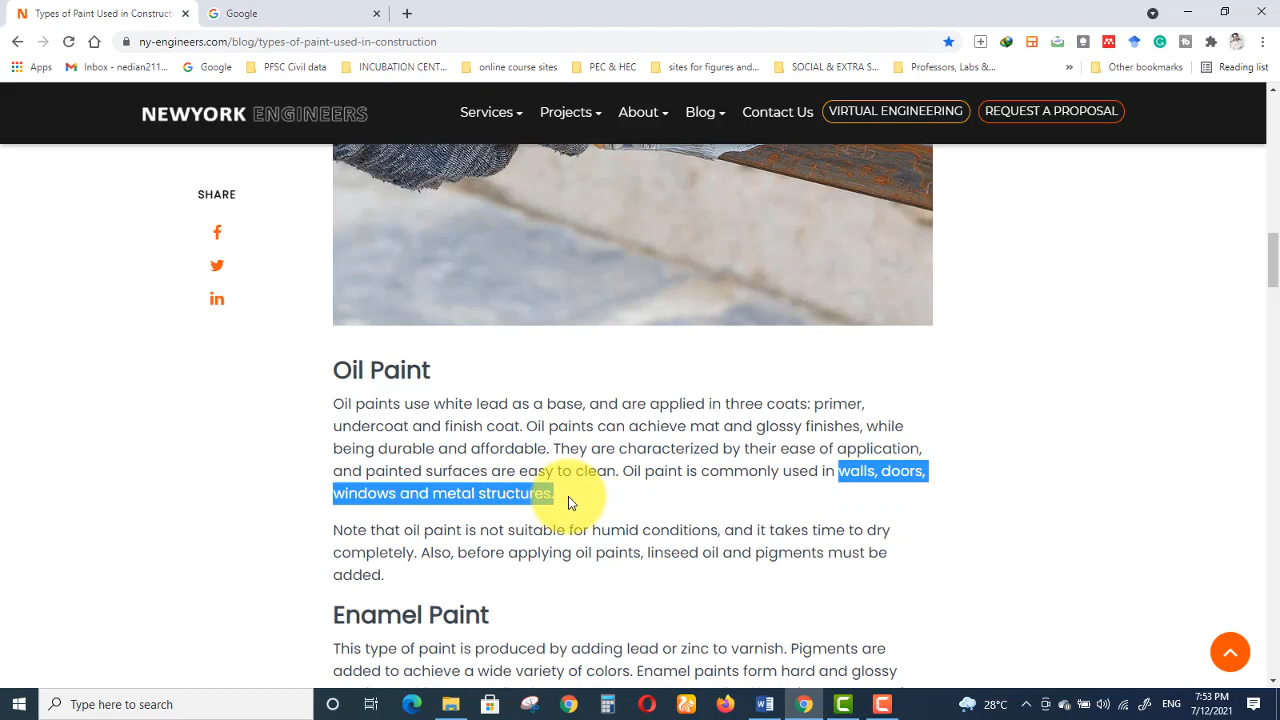 Types of Paint Used in Construct
Google
ny-engineers.com/blog/types-of-paint-used-in-construction
Apps
Inbox - nedian211...
Google
PFSC Civil data
INCUBATION CENT...
online course sites
PEC & HEC
sites for figures and...
SOCIAL & EXTRA S...
Professors, Labs &...
»
Other bookmarks
Reading list
NEWYORK ENGINEERS
Services
Projects
About
Blog
Contact Us
VIRTUAL ENGINEERING
REQUEST A PROPOSAL
SHARE
Oil Paint
Oil paints use white lead as a base, and are applied in three coats: primer,
undercoat and finish coat. Oil paints can achieve mat and glossy finishes, while
being durable and affordable. They are characterized by their ease of application,
and painted surfaces are easy to clean. Oil paint is commonly used in walls, doors,
windows and metal structures.
Note that oil paint is not suitable for humid conditions, and it takes time to dry
completely. Also, before applying oil paints, linseed oil and pigments must be
added.
Enamel Paint
This type of paint is produced by adding lead or zinc to varnish. Pigments are
added to achieve a wide variety of colors. Enamel paints form hard and glossy
Type here to search
28°C
ENG
7:53 PM
7/12/2021